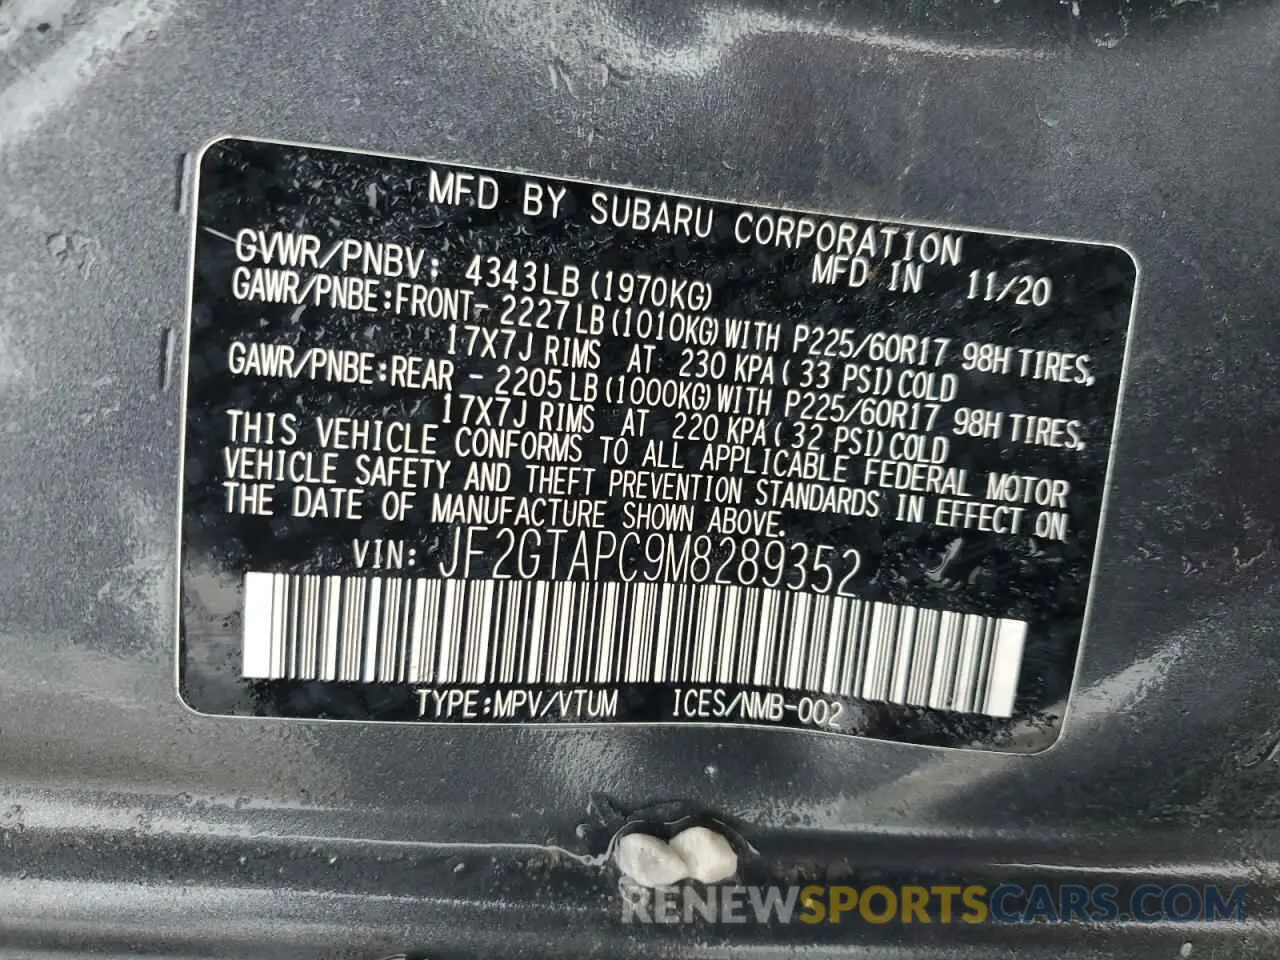 MFD BY SUBARU CORPORATION
GVWR/PNBV: 4343LB (1970KG) MFD IN 11/20
GAWR/PNBE:FRONT- 2227LB (1010KG) WITH P225/60R17 98H TIRES,
17X7J RIMS AT 230 KPA ( 33 PSI) COLD
GAWR/PNBE:REAR - 2205LB (1000KG) WITH P225/60R17 98H TIRES,
17X7J RIMS AT 220 KPA ( 32 PSI) COLD
THIS VEHICLE CONFORMS TO ALL APPLICABLE FEDERAL MOTOR
VEHICLE SAFETY AND THEFT PREVENTION STANDARDS IN EFFECT ON
THE DATE OF MANUFACTURE SHOWN ABOVE.
VIN: JF2GTAPC9M8289352
TYPE:MPV/VTUM ICES/NMB-002
RENEWSPORTSCARS.COM